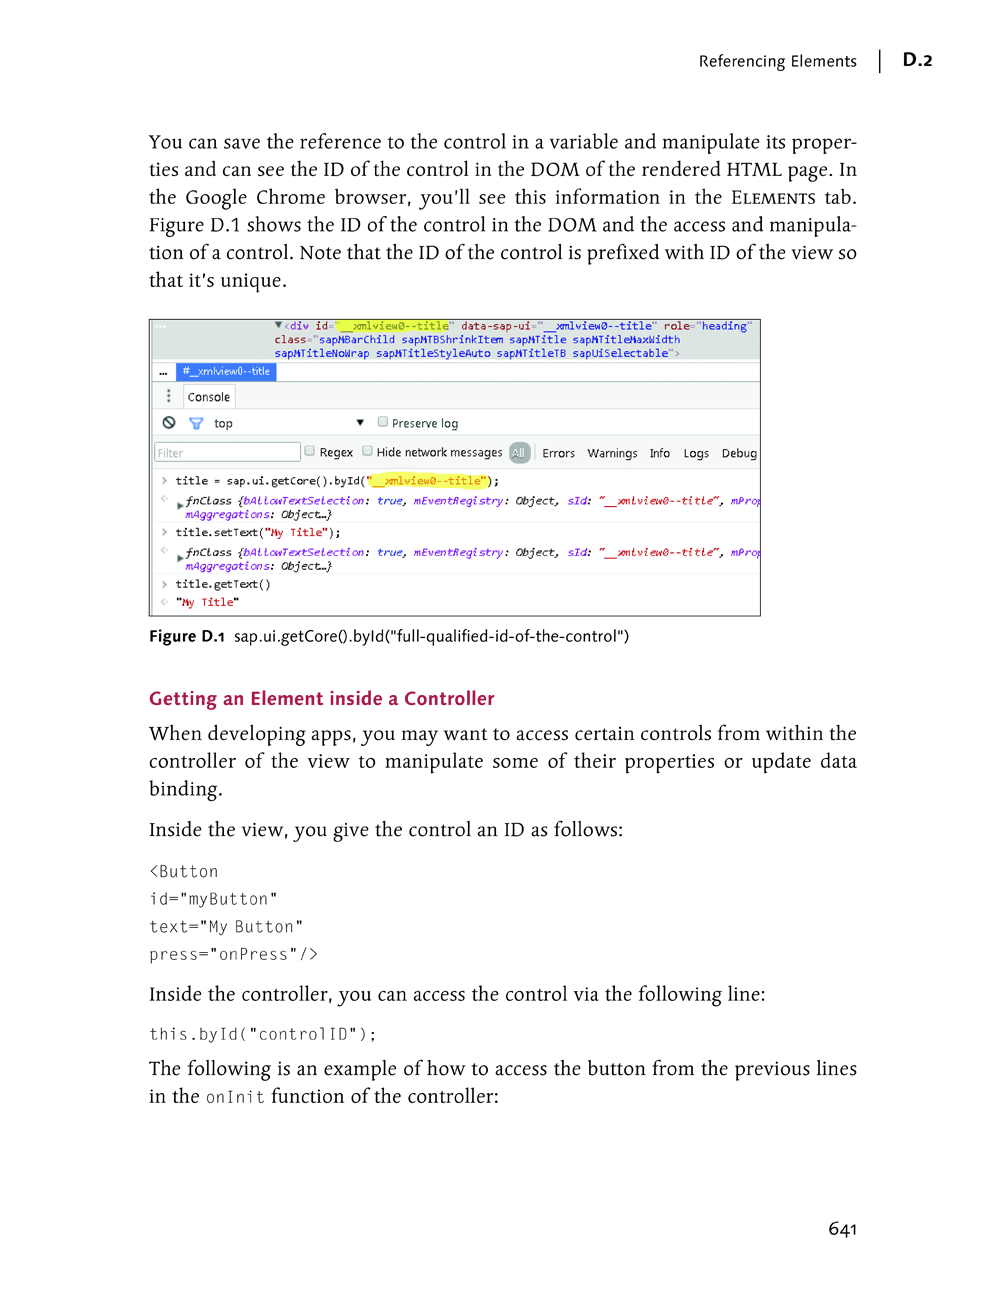 Referencing Elements | D.2
You can save the reference to the control in a variable and manipulate its proper-
ties and can see the ID of the control in the DOM of the rendered HTML page. In
the Google Chrome browser, you'll see this information in the ELEMENTS tab.
Figure D.1 shows the ID of the control in the DOM and the access and manipula-
tion of a control. Note that the ID of the control is prefixed with ID of the view so
that it's unique.
... ▼<div id="__xmlview0--title" data-sap-ui="__xmlview0--title" role="heading"
class="sapMBarChild sapMTBShrinkItem sapMTitle sapMTitleMaxWidth
sapMTitleNoWrap sapMTitleStyleAuto sapMTitleTB sapUiSelectable">
... #__xmlview0--title
Console
top ▼ Preserve log
Filter Regex Hide network messages All Errors Warnings Info Logs Debug
> title = sap.ui.getCore().byId("__xmlview0--title");
fnClass {bAllowTextSelection: true, mEventRegistry: Object, sId: "__xmlview0--title", mProp
mAggregations: Object…}
> title.setText("My Title");
fnClass {bAllowTextSelection: true, mEventRegistry: Object, sId: "__xmlview0--title", mProp
mAggregations: Object…}
> title.getText()
"My Title"
Figure D.1 sap.ui.getCore().byId("full-qualified-id-of-the-control")
Getting an Element inside a Controller
When developing apps, you may want to access certain controls from within the
controller of the view to manipulate some of their properties or update data
binding.
Inside the view, you give the control an ID as follows:
<Button
id="myButton"
text="My Button"
press="onPress"/>
Inside the controller, you can access the control via the following line:
this.byId("controlID");
The following is an example of how to access the button from the previous lines
in the onInit function of the controller:
641